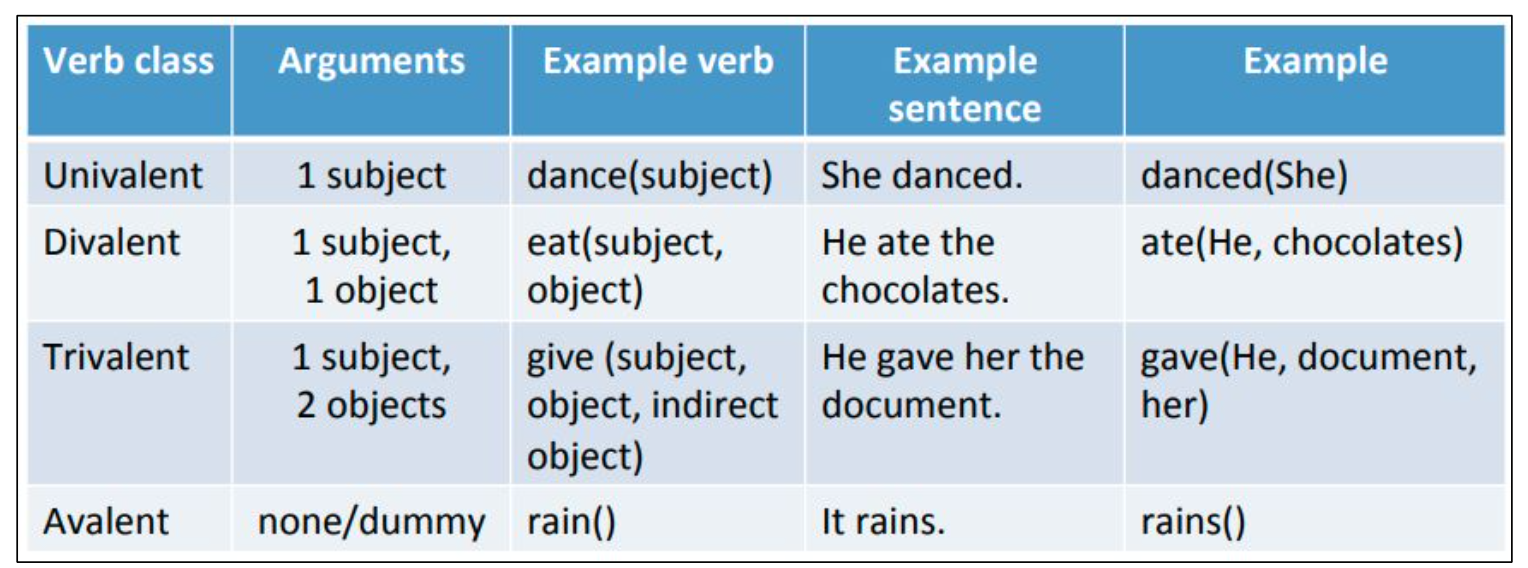 Verb class Arguments Example verb Example Example
sentence
Univalent 1 subject dance(subject) She danced. danced(She)
Divalent 1 subject, eat(subject, He ate the ate(He, chocolates)
1 object object) chocolates.
Trivalent 1 subject, give (subject, He gave her the gave(He, document,
2 objects object, indirect document. her)
object)
Avalent none/dummy rain() It rains. rains()